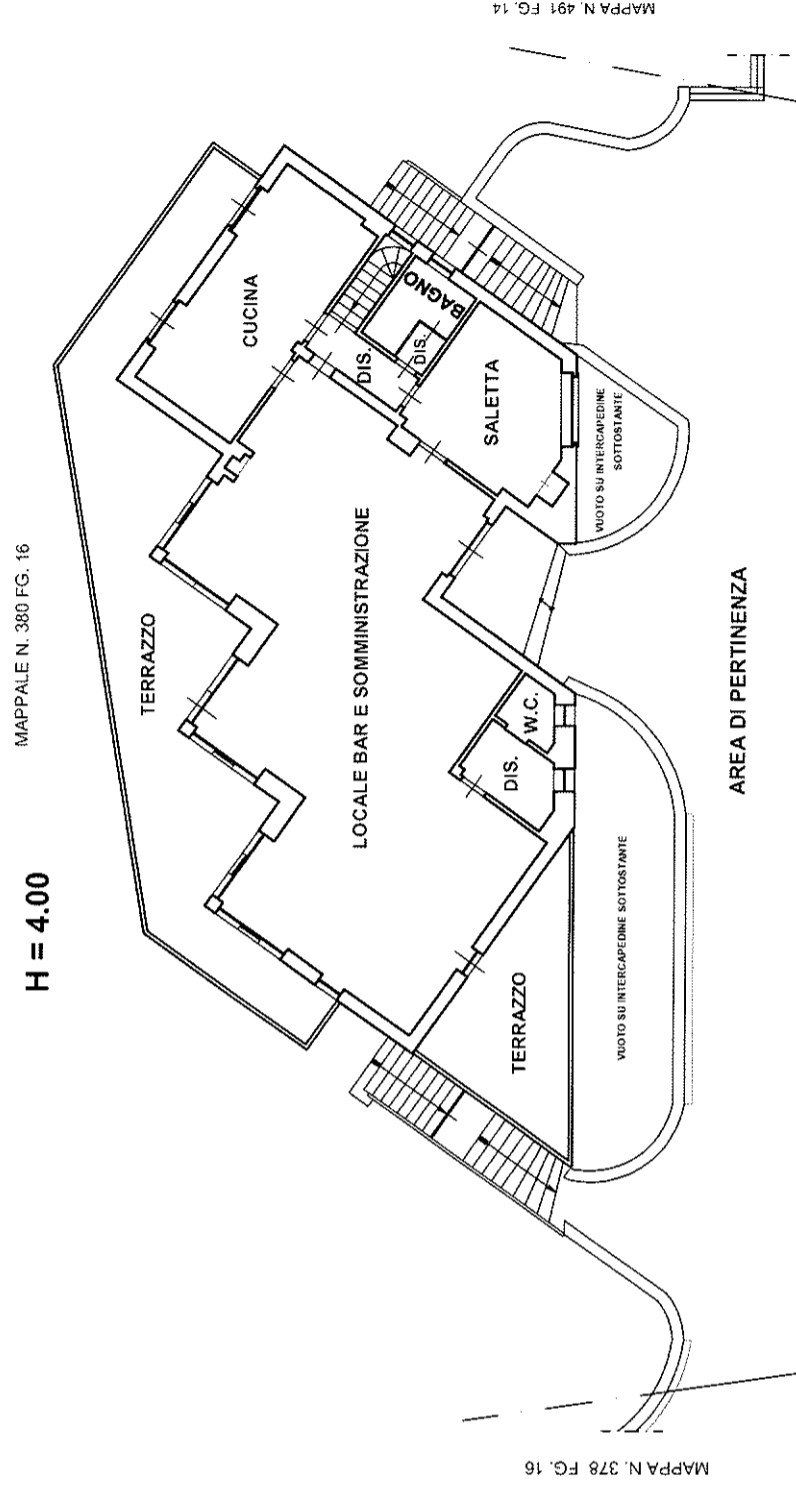 MAPPALE N. 380 FG. 16
H = 4.00
MAPPA N. 491 FG. 14
MAPPA N. 378 FG. 16
TERRAZZO
CUCINA
LOCALE BAR E SOMMINISTRAZIONE
DIS.
BAGNO
DIS.
SALETTA
VUOTO SU INTERCAPEDINE
SOTTOSTANTE
W.C.
DIS.
TERRAZZO
VUOTO SU INTERCAPEDINE SOTTOSTANTE
AREA DI PERTINENZA